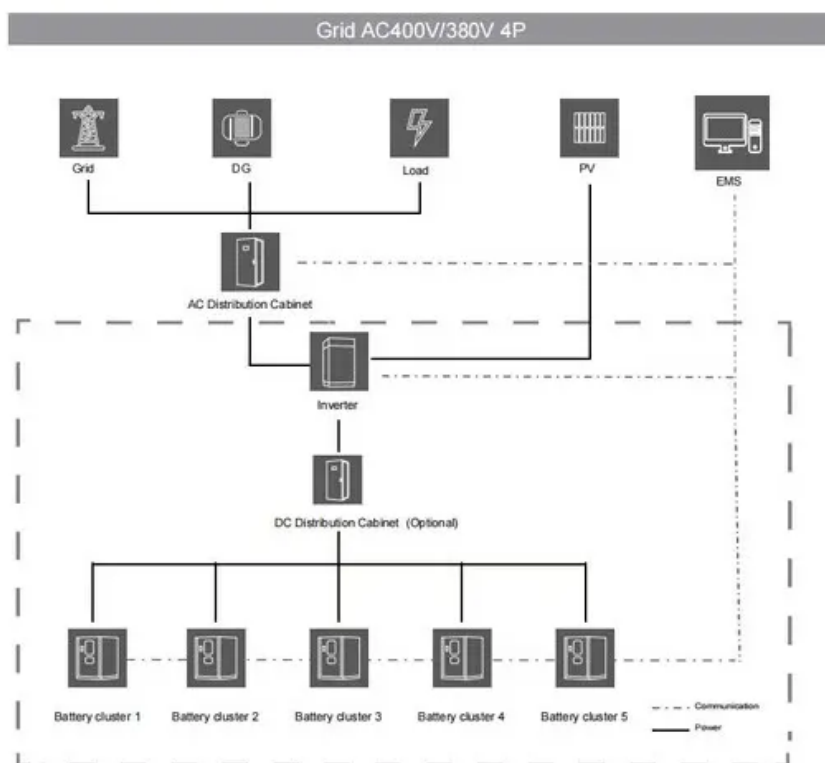 Grid AC400V/380V 4P
Grid
DG
Load
PV
EMS
AC Distribution Cabinet
Inverter
DC Distribution Cabinet (Optional)
Battery cluster 1
Battery cluster 2
Battery cluster 3
Battery cluster 4
Battery cluster 5
Communication
Power